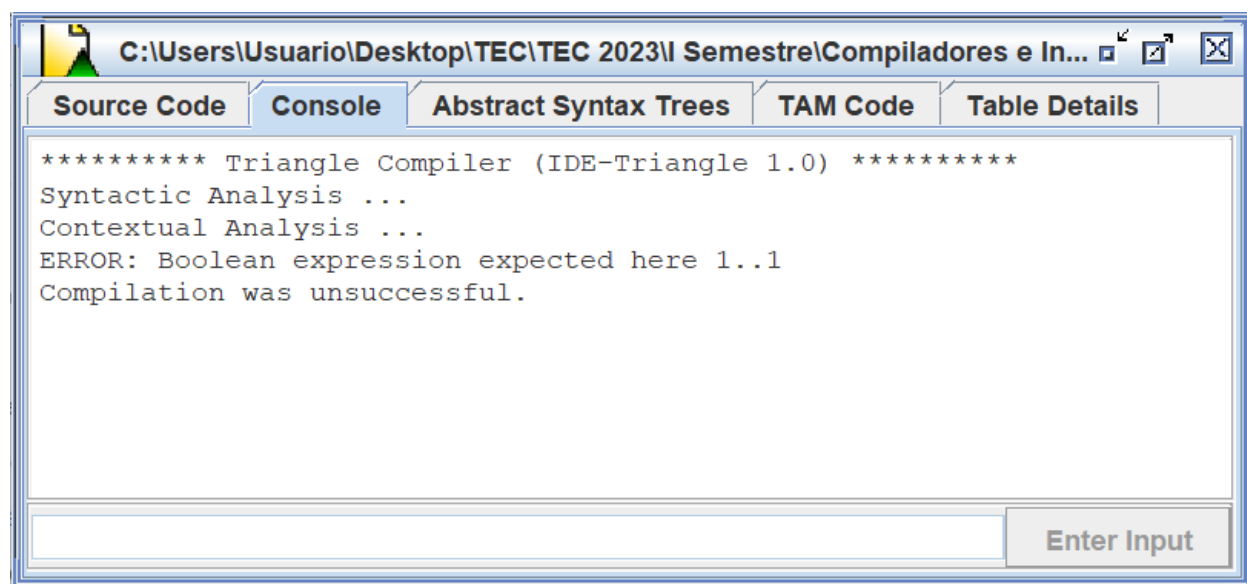 C:\Users\Usuario\Desktop\TEC\TEC 2023\I Semestre\Compiladores e In...
Source Code Console Abstract Syntax Trees TAM Code Table Details
********** Triangle Compiler (IDE-Triangle 1.0) **********
Syntactic Analysis ...
Contextual Analysis ...
ERROR: Boolean expression expected here 1..1
Compilation was unsuccessful.
Enter Input